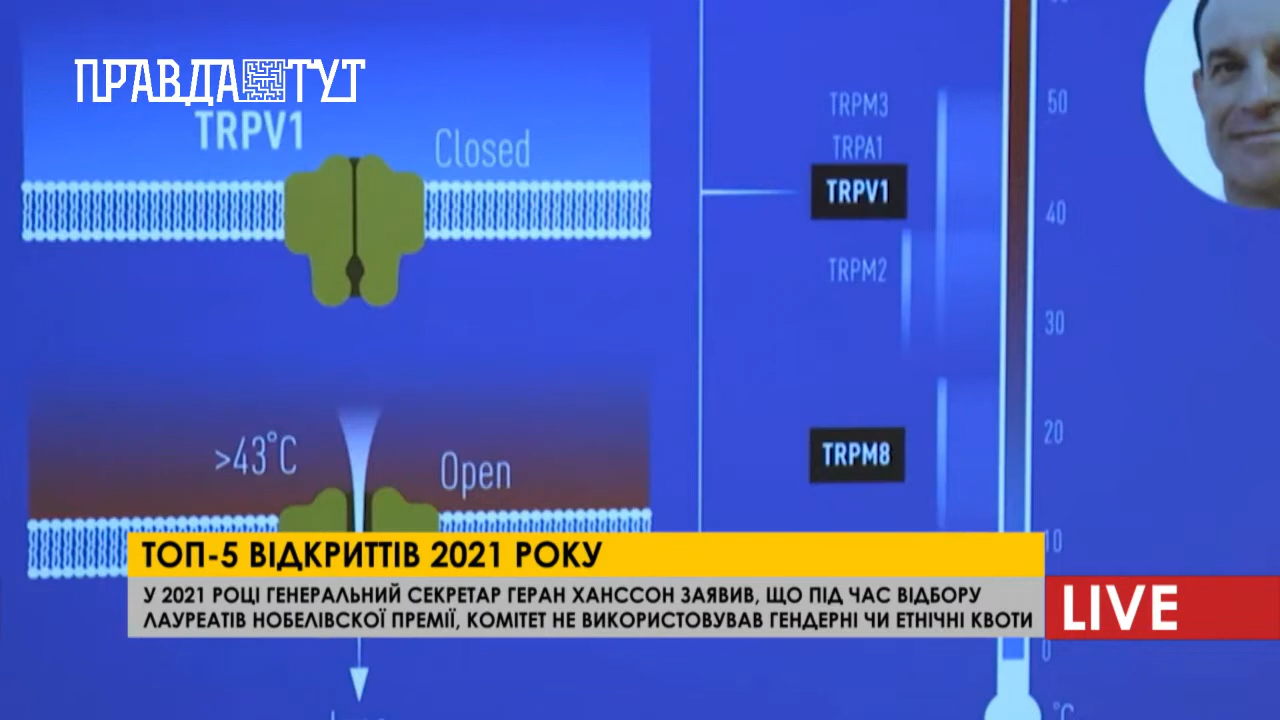 ПРАВДА ТУТ
TRPV1
Closed
>43°C
Open
TRPM3
TRPA1
TRPV1
TRPM2
TRPM8
50
40
30
20
10
0
°C
ТОП-5 ВІДКРИТТІВ 2021 РОКУ
У 2021 РОЦІ ГЕНЕРАЛЬНИЙ СЕКРЕТАР ГЕРАН ХАНССОН ЗАЯВИВ, ЩО ПІД ЧАС ВІДБОРУ
ЛАУРЕАТІВ НОБЕЛІВСКОЇ ПРЕМІЇ, КОМІТЕТ НЕ ВИКОРИСТОВУВАВ ГЕНДЕРНІ ЧИ ЕТНІЧНІ КВОТИ
LIVE